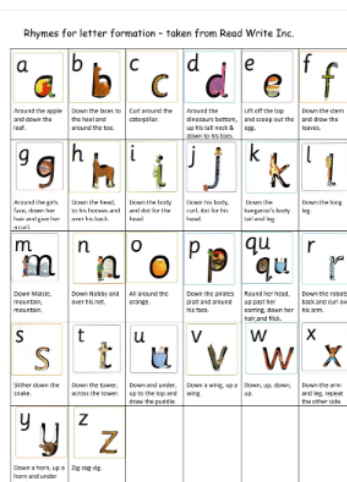 Rhymes for letter formation – taken from Read Write Inc.
a b c d e f
Around the apple
and down the
leaf.
Down the laces to
the heel and
around the toe.
Curl around the
caterpillar.
Around the
dinosaurs bottom,
up his tall neck &
down to his toes.
Lift off the top
and scoop out the
egg.
Down the stem
and draw the
leaves.
g h i j k l
Around the girls
face, down her
hair and give her
a curl.
Down the head,
to his hooves and
over his back.
Down the body
and dot for the
head.
Down his body,
curl, dot for his
head.
Down the
kangaroo's body
tail and leg.
Down the long
leg.
m n o p qu r
Down Maisie,
mountain,
mountain.
Down Nobby and
over his net.
All around the
orange.
Down the pirates
plait and around
his face.
Round her head,
up past her
earring, down her
hair and flick.
Down the robots
back and curl ov
his arm.
s t u v w x
Slither down the
snake.
Down the tower,
across the tower.
Down and under,
up to the top and
draw the puddle.
Down a wing, up a
wing.
Down, up, down,
up.
Down the arm
and leg, repeat
the other side.
y z
Down a horn, up a
horn and under
Zig-zag-zig.